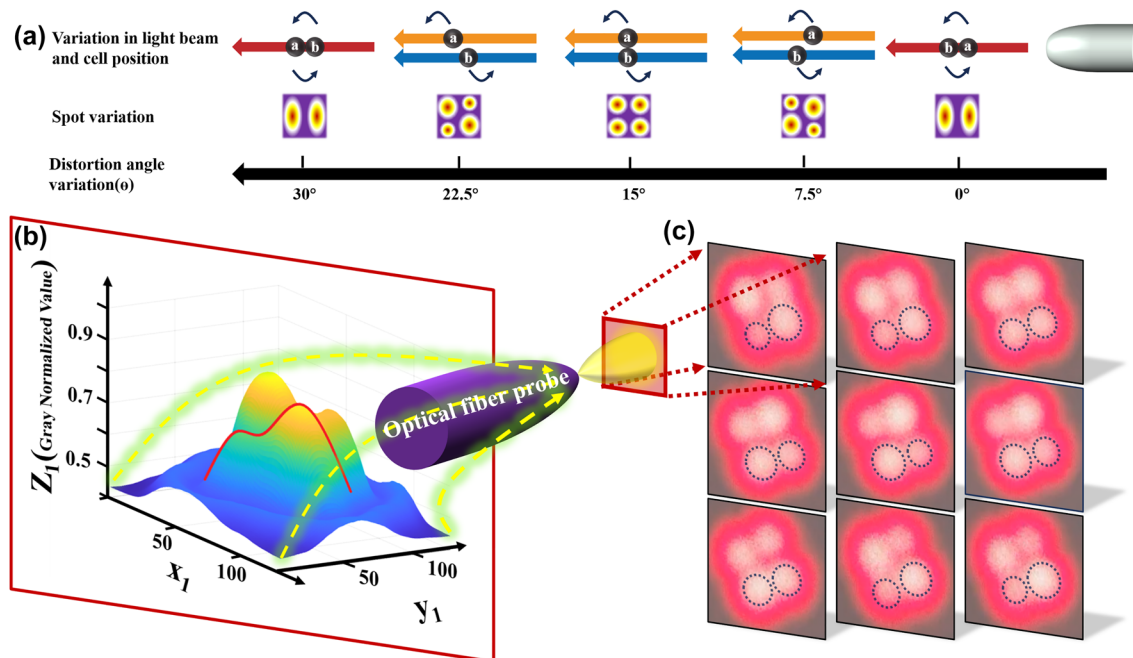 (a) Variation in light beam
and cell position
a b
a
b
a
b
a
b
b a
Spot variation
Distortion angle
variation(θ)
30° 22.5° 15° 7.5° 0°
(b)
Z1(Gray Normalized Value)
0.9
0.8
0.7
0.5
50
100
x1
50
100
y1
Optical fiber probe
(c)